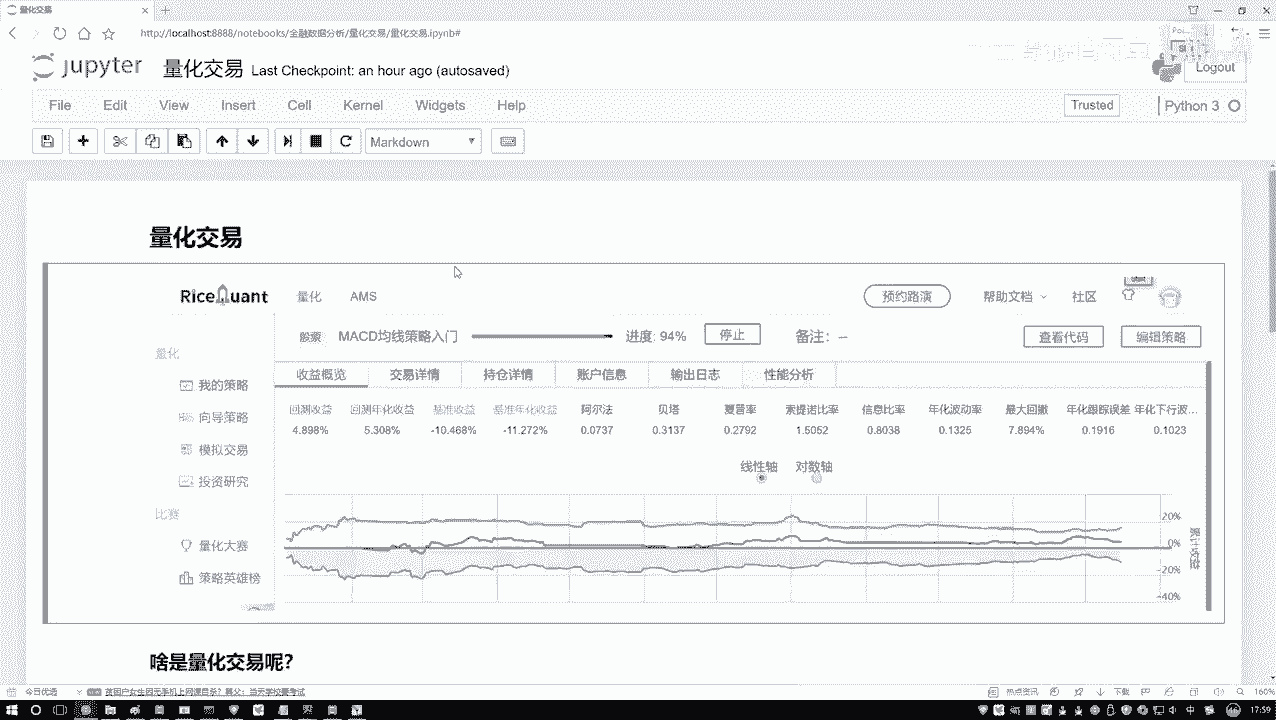 量化交易
http://localhost:8888/notebooks/金融数据分析/量化交易/量化交易.ipynb#
jupyter 量化交易 Last Checkpoint: an hour ago (autosaved)
Logout
File Edit View Insert Cell Kernel Widgets Help
Trusted Python 3
Markdown
量化交易
RiceQuant 量化 AMS 预约路演 帮助文档 社区
股票 MACD均线策略入门 进度: 94% 停止 备注: -- 查看代码 编辑策略
量化
收益概览 交易详情 持仓详情 账户信息 输出日志 性能分析
我的策略
向导策略
模拟交易
投资研究
比赛
量化大赛
策略英雄榜
回测收益 回测年化收益 基准收益 基准年化收益 阿尔法 贝塔 夏普率 索提诺比率 信息比率 年化波动率 最大回撤 年化跟踪误差 年化下行波...
4.898% 5.308% -10.468% -11.272% 0.0737 0.3137 0.2792 1.5052 0.8038 0.1325 7.894% 0.1916 0.1023
线性轴 对数轴
20%
0%
-20%
-40%
累计收益
啥是量化交易呢?
今日优选
热点资讯 下载 160%
中 17:59